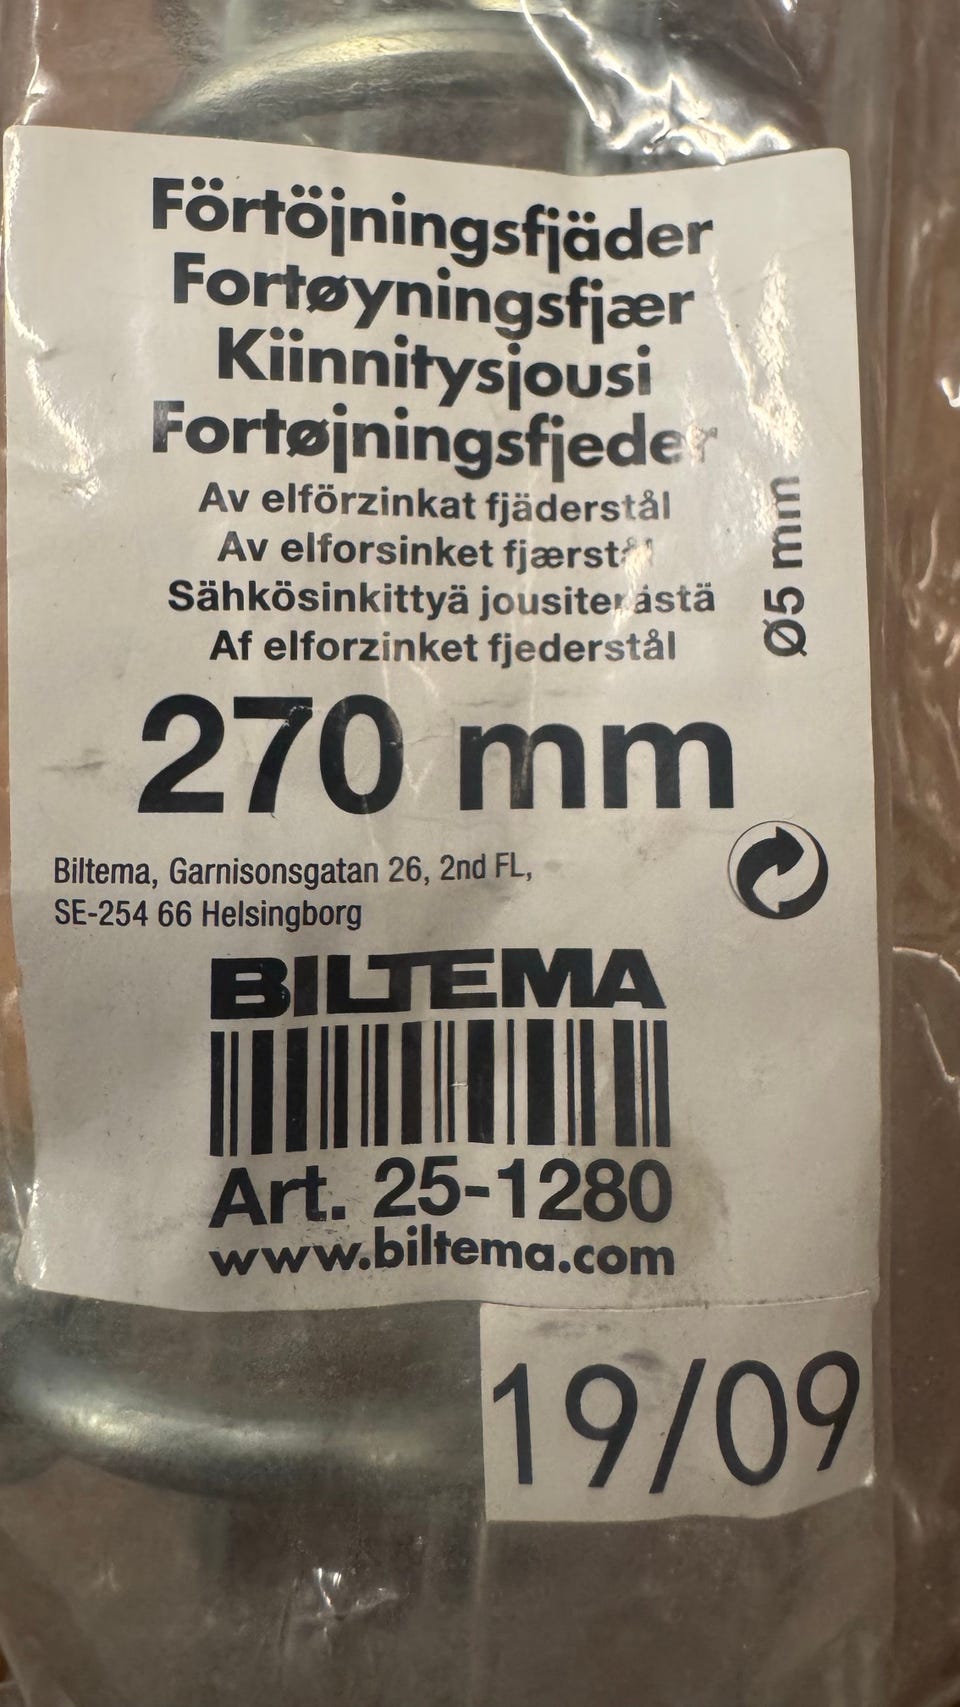 Förtöjningsfjäder
Fortøyningsfjær
Kiinnitysjousi
Fortøjningsfjeder
Av elförzinkat fjäderstål
Av elforsinket fjærstål
Sähkösinkittyä jousiterästä
Af elforzinket fjederstål
Ø5 mm
270 mm
Biltema, Garnisonsgatan 26, 2nd FL,
SE-254 66 Helsingborg
BILTEMA
Art. 25-1280
www.biltema.com
19/09